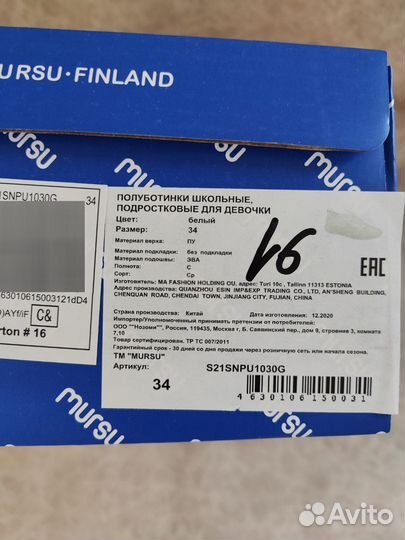 MURSU·FINLAND
mursu
mursu
S21SNPU1030G 34
630106150031 21dD4
)AYf/F C&
rton # 16
ПОЛУБОТИНКИ ШКОЛЬНЫЕ,
ПОДРОСТКОВЫЕ ДЛЯ ДЕВОЧКИ
Цвет: белый
Размер: 34
Материал верха: ПУ
Материал подкладки: без подкладки
Материал подошвы: ЭВА
Полнота: С
Сезон: Ср
Изготовитель: MA FASHION HOLDING OU, адрес: Turi 10c , Tallinn 11313 ESTONIA
Адрес производства: QUANZHOU ESIN IMP&EXP TRADING CO., LTD, AN'SHENG BUILDING,
CHENQUAN ROAD, CHENDAI TOWN, JINJIANG CITY, FUJIAN, CHINA
16
EAC
Страна производства: Китай Дата изготовления: 12.2020
Импортер/Уполномоченный принимать претензии от потребителей:
ООО "Нозоми", Россия, 119435, Москва г, Б. Саввинский пер., дом 9, строение 3, комната
7,10
Товар сертифицирован. ТР ТС 007/2011
Гарантийный срок - 30 дней со дня продажи через розничную сеть или начала сезона.
ТМ "MURSU"
Артикул: S21SNPU1030G
34
4 630106 150031
mursu
mursu
mursu
Avito